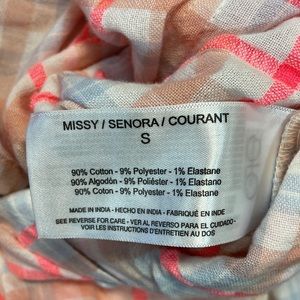 MISSY / SENORA / COURANT
S
90% Cotton - 9% Polyester - 1% Elastane
90% Algodón - 9% Poliéster - 1% Elastano
90% Coton - 9% Polyester - 1% Elastane
MADE IN INDIA - HECHO EN INDIA - FABRIQUÉ EN INDE
SEE REVERSE FOR CARE - VER AL REVERSO PARA EL CUIDADO -
VOIR LES INSTRUCTIONS D'ENTRETIEN AU DOS